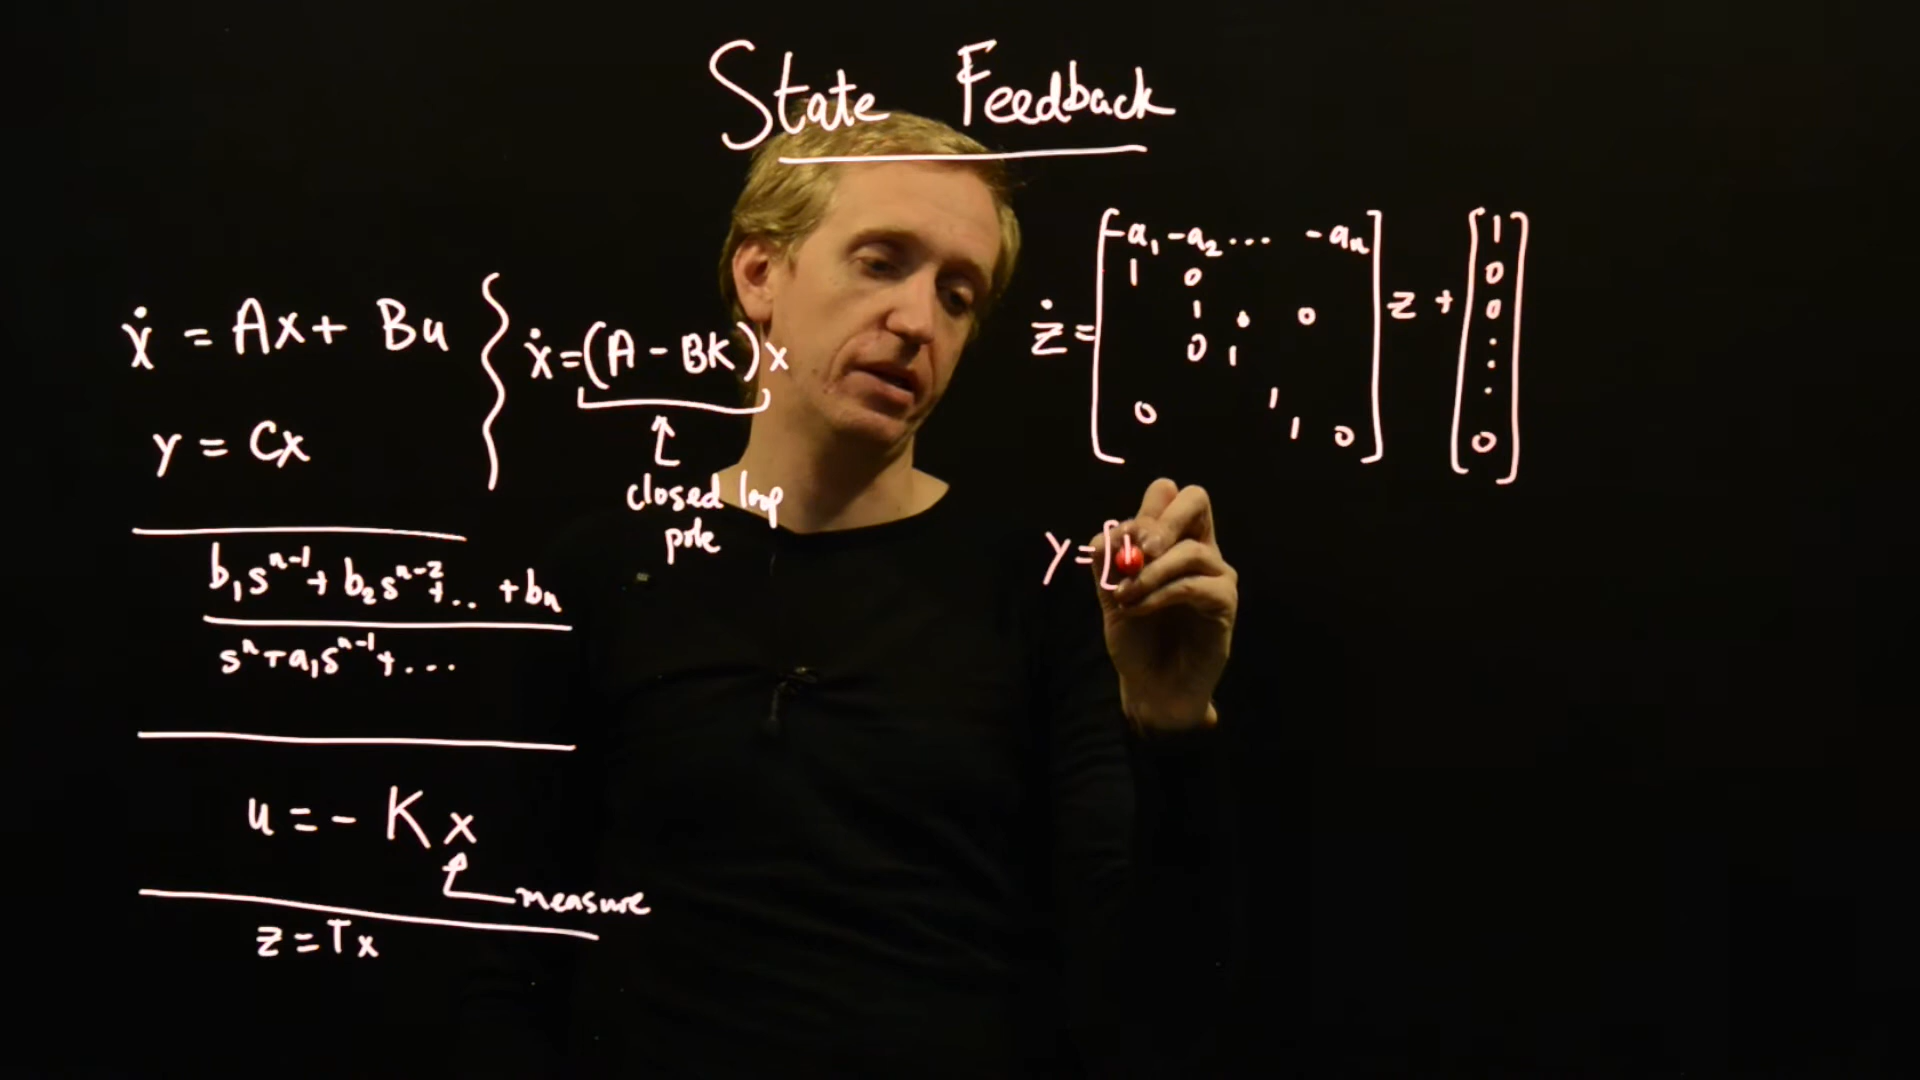 State Feedback
ẋ = Ax + Bu
y = Cx
b₁sⁿ⁻¹ + b₂sⁿ⁻² + .. + bₙ
sⁿ + a₁sⁿ⁻¹ + ...
u = - K x
measure
z = Tx
ẋ = (A - BK) x
closed loop
pole
-a₁ -a₂ ... -aₙ
1 0
ż = 1 0 0 z +
0 1
1
0 1 0
1
0
0
.
.
.
0
y = [